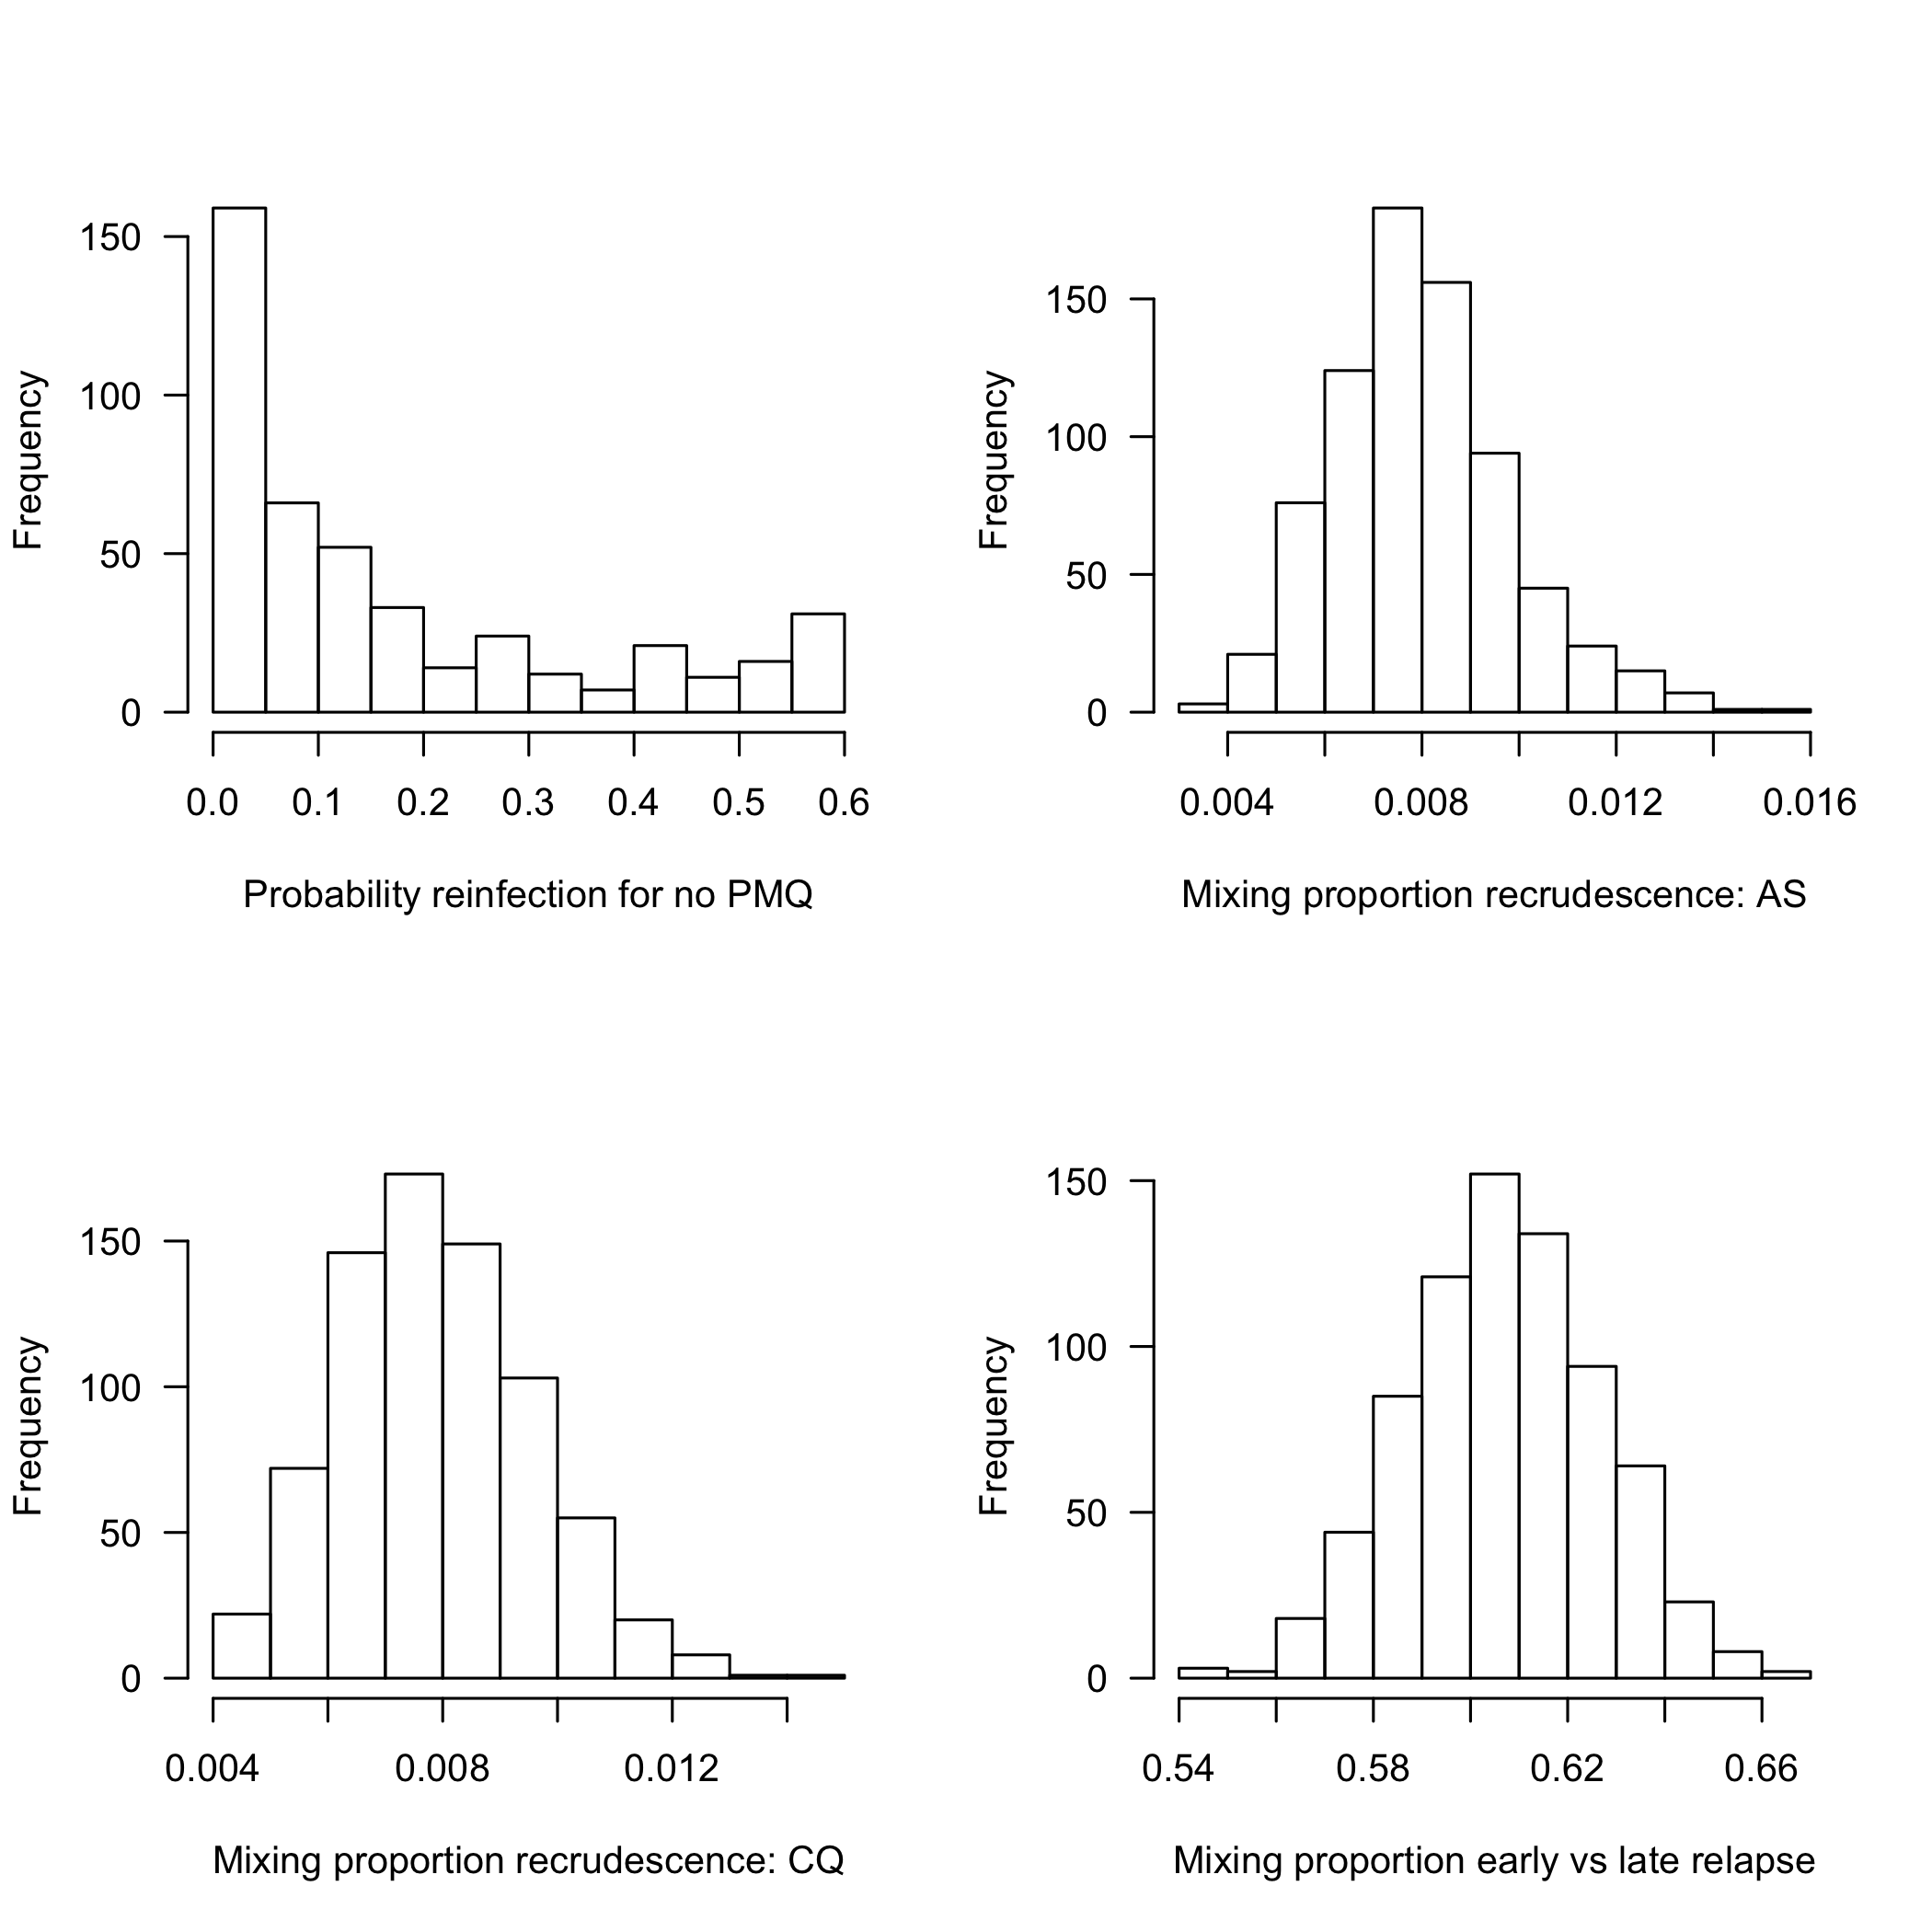 Frequency
150
100
50
0
0.0 0.1 0.2 0.3 0.4 0.5 0.6
Probability reinfection for no PMQ
Frequency
150
100
50
0
0.004 0.008 0.012 0.016
Mixing proportion recrudescence: AS
Frequency
150
100
50
0
0.004 0.008 0.012
Mixing proportion recrudescence: CQ
Frequency
150
100
50
0
0.54 0.58 0.62 0.66
Mixing proportion early vs late relapse